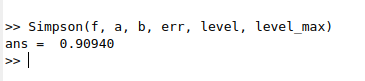 >> Simpson(f, a, b, err, level, level_max)
ans =  0.90940
>>